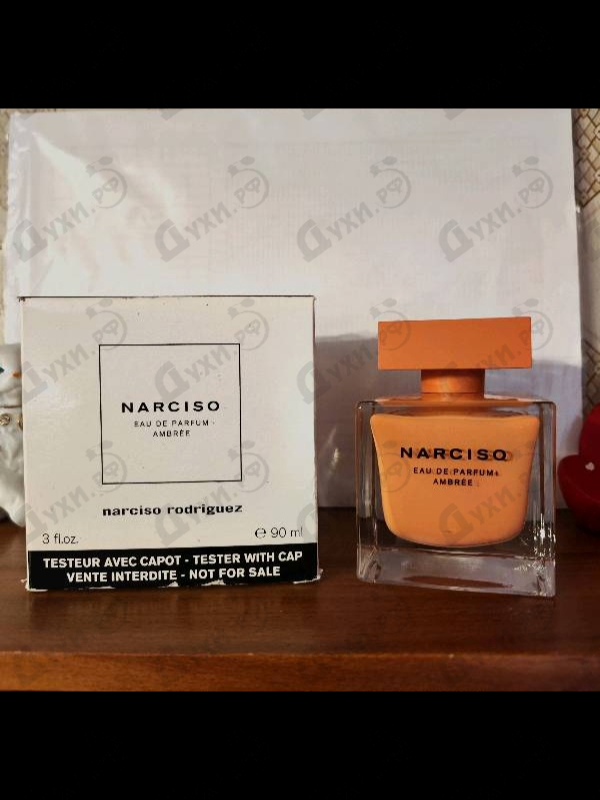 NARCISO
EAU DE PARFUM
AMBRÉE
narciso rodriguez
3 fl.oz. ℮ 90 ml
TESTEUR AVEC CAPOT - TESTER WITH CAP
VENTE INTERDITE - NOT FOR SALE
NARCISO
EAU DE PARFUM
AMBRÉE
Духи.рф